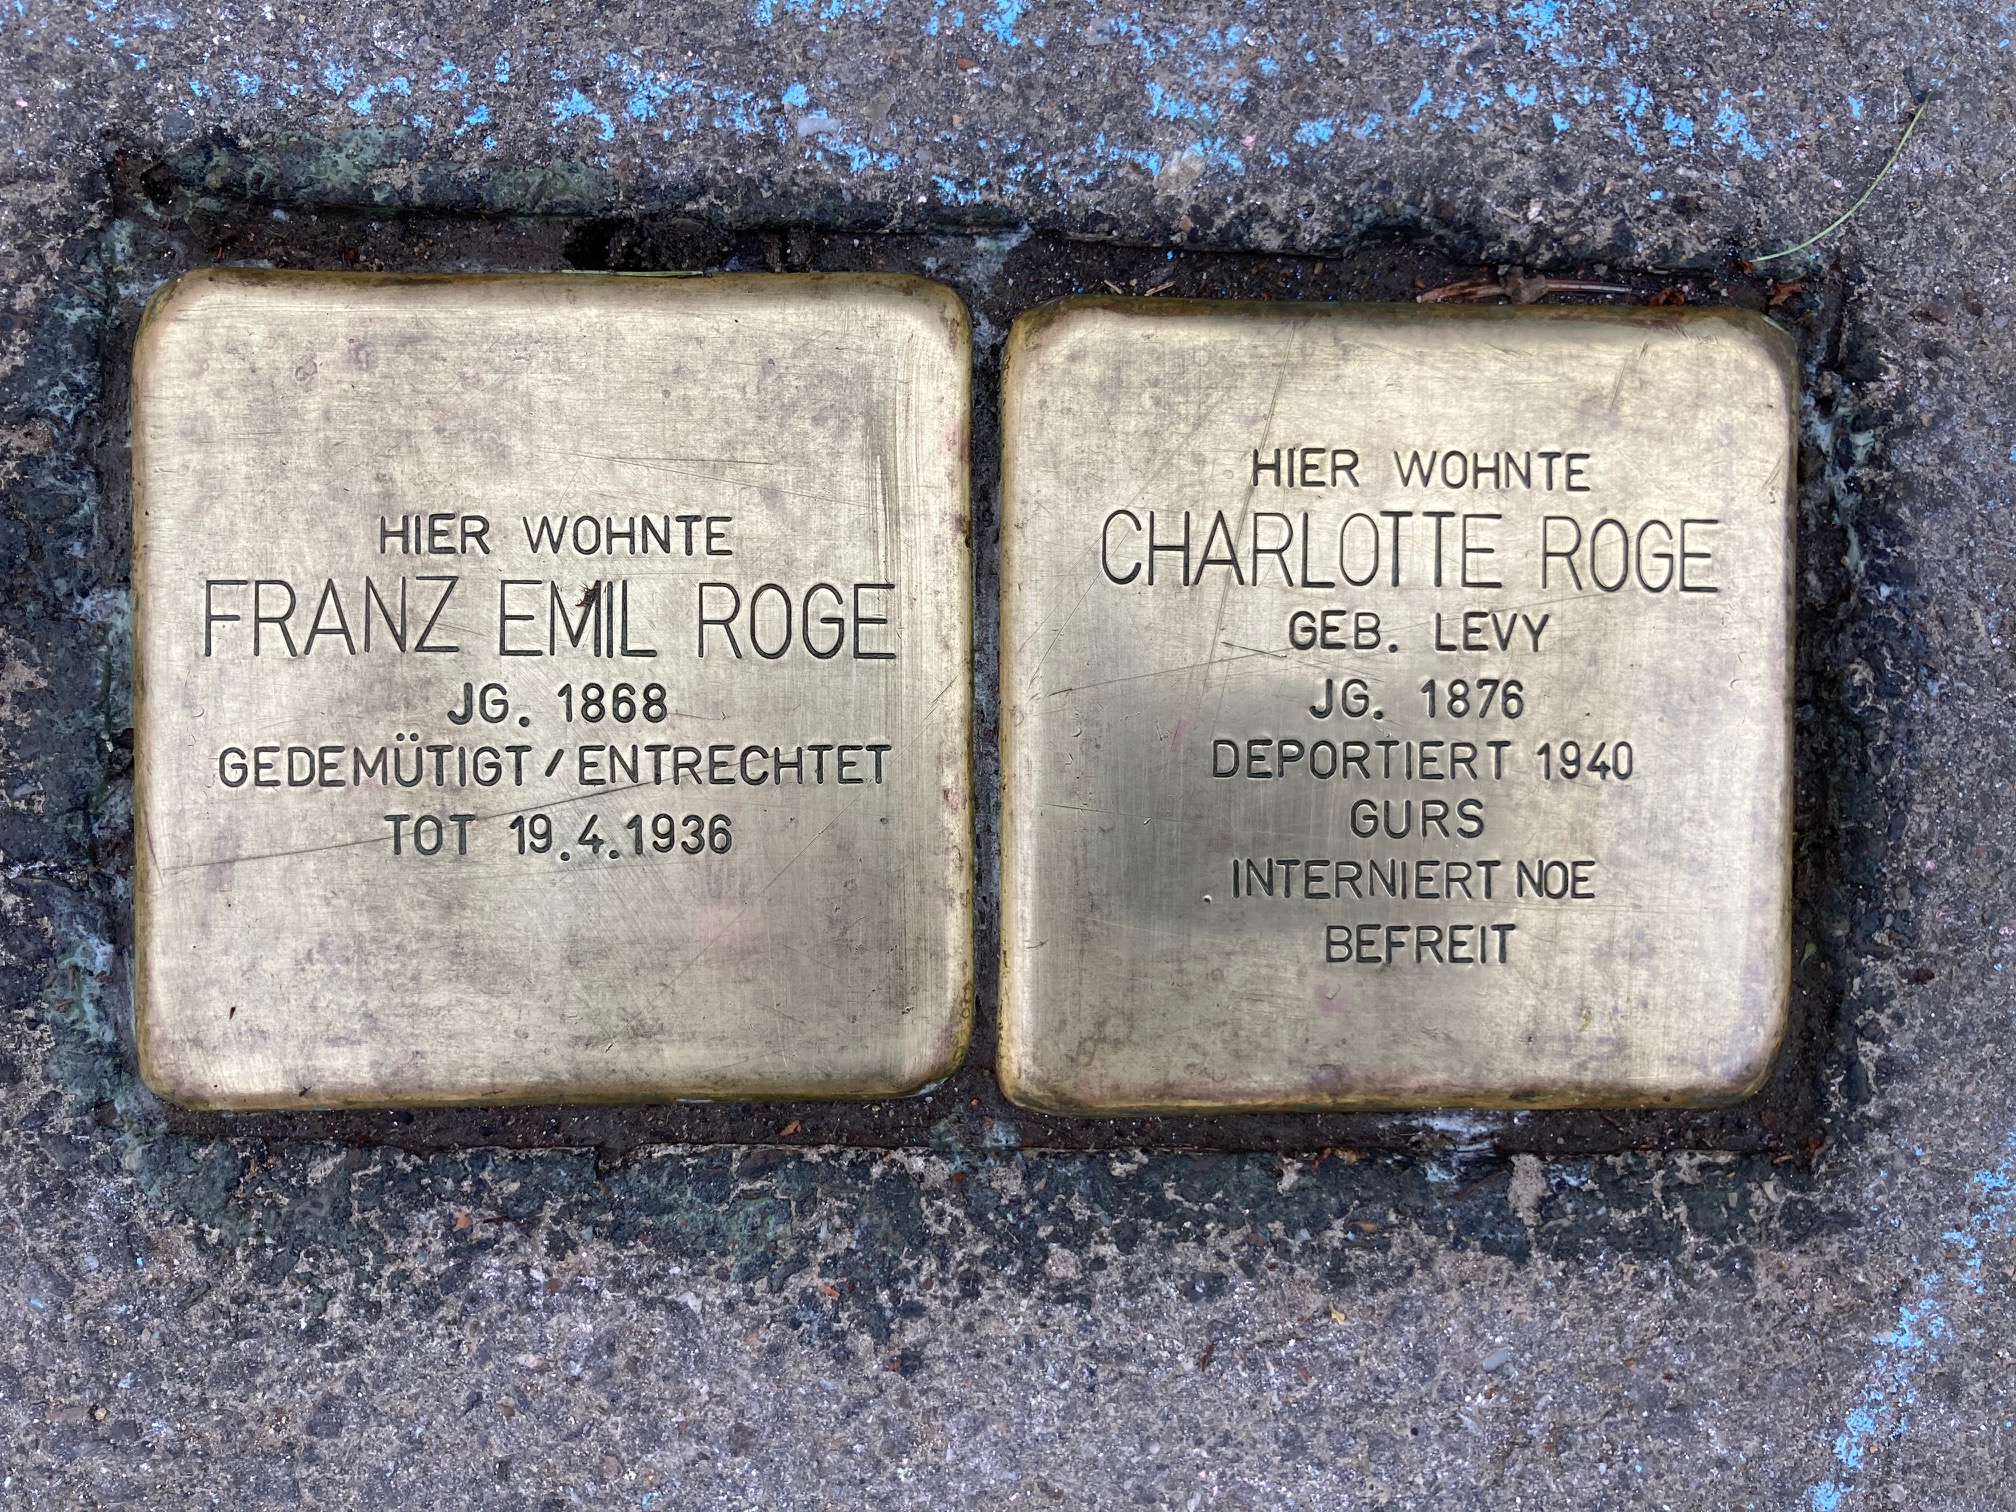 HIER WOHNTE
FRANZ EMIL ROGE
JG. 1868
GEDEMÜTIGT / ENTRECHTET
TOT 19.4.1936
HIER WOHNTE
CHARLOTTE ROGE
GEB. LEVY
JG. 1876
DEPORTIERT 1940
GURS
INTERNIERT NOE
BEFREIT